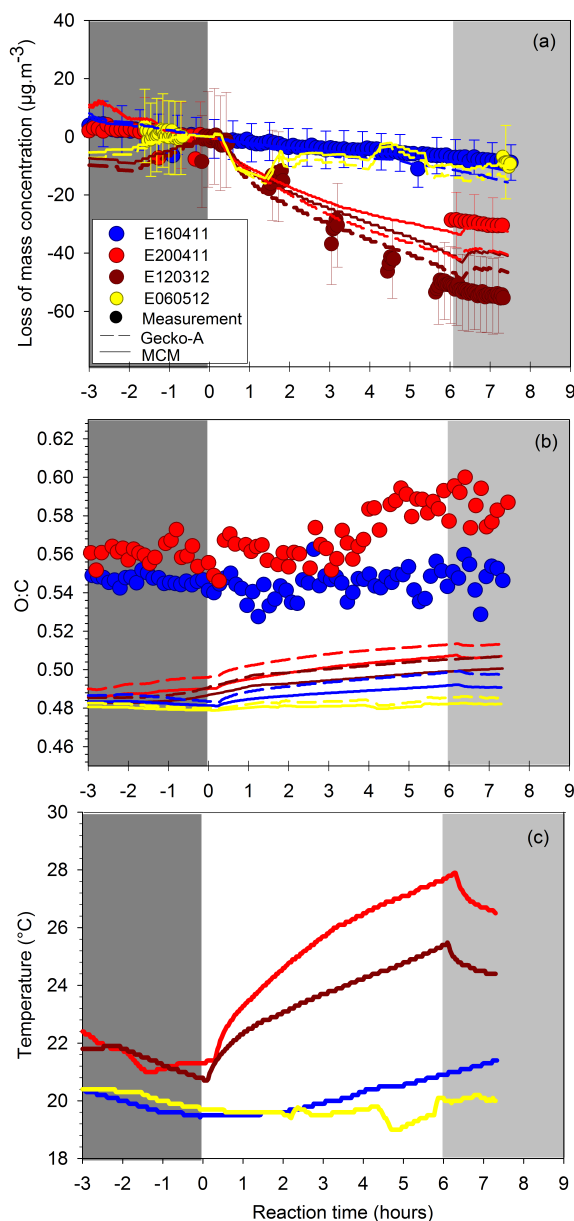 (a)
Loss of mass concentration (µg.m-3)
40
20
0
-20
-40
-60
E160411
E200411
E120312
E060512
Measurement
Gecko-A
MCM
-3 -2 -1 0 1 2 3 4 5 6 7 8 9
(b)
O:C
0.62
0.60
0.58
0.56
0.54
0.52
0.50
0.48
0.46
-3 -2 -1 0 1 2 3 4 5 6 7 8 9
(c)
Temperature (°C)
30
28
26
24
22
20
18
-3 -2 -1 0 1 2 3 4 5 6 7 8 9
Reaction time (hours)